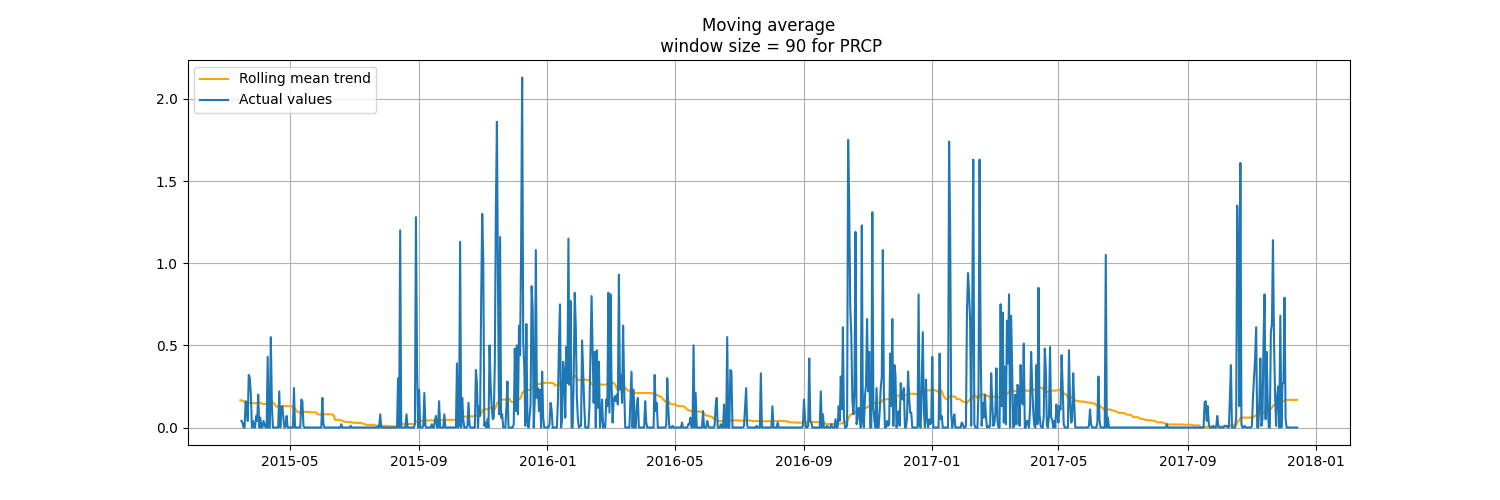 Moving average
window size = 90 for PRCP
Rolling mean trend
Actual values
2.0
1.5
1.0
0.5
0.0
2015-05 2015-09 2016-01 2016-05 2016-09 2017-01 2017-05 2017-09 2018-01